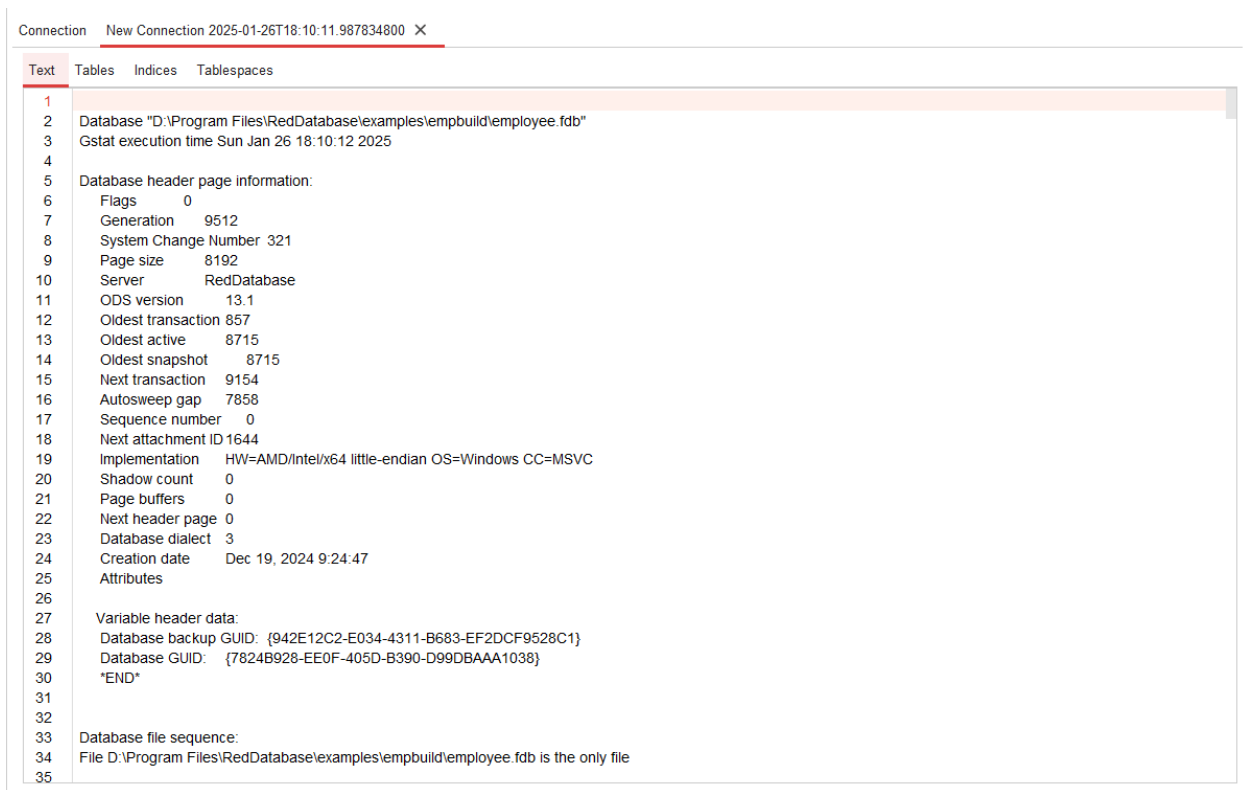 Connection New Connection 2025-01-26T18:10:11.987834800 ✕
Text Tables Indices Tablespaces
1
2 Database "D:\Program Files\RedDatabase\examples\empbuild\employee.fdb"
3 Gstat execution time Sun Jan 26 18:10:12 2025
4
5 Database header page information:
6 Flags 0
7 Generation 9512
8 System Change Number 321
9 Page size 8192
10 Server RedDatabase
11 ODS version 13.1
12 Oldest transaction 857
13 Oldest active 8715
14 Oldest snapshot 8715
15 Next transaction 9154
16 Autosweep gap 7858
17 Sequence number 0
18 Next attachment ID 1644
19 Implementation HW=AMD/Intel/x64 little-endian OS=Windows CC=MSVC
20 Shadow count 0
21 Page buffers 0
22 Next header page 0
23 Database dialect 3
24 Creation date Dec 19, 2024 9:24:47
25 Attributes
26
27 Variable header data:
28 Database backup GUID: {942E12C2-E034-4311-B683-EF2DCF9528C1}
29 Database GUID: {7824B928-EE0F-405D-B390-D99DBAAA1038}
30 *END*
31
32
33 Database file sequence:
34 File D:\Program Files\RedDatabase\examples\empbuild\employee.fdb is the only file
35